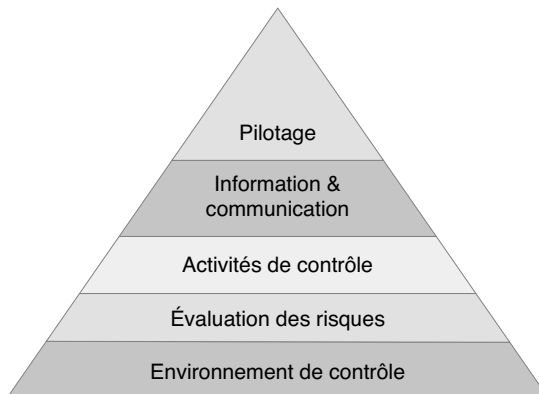 Pilotage
Information &
communication
Activités de contrôle
Évaluation des risques
Environnement de contrôle